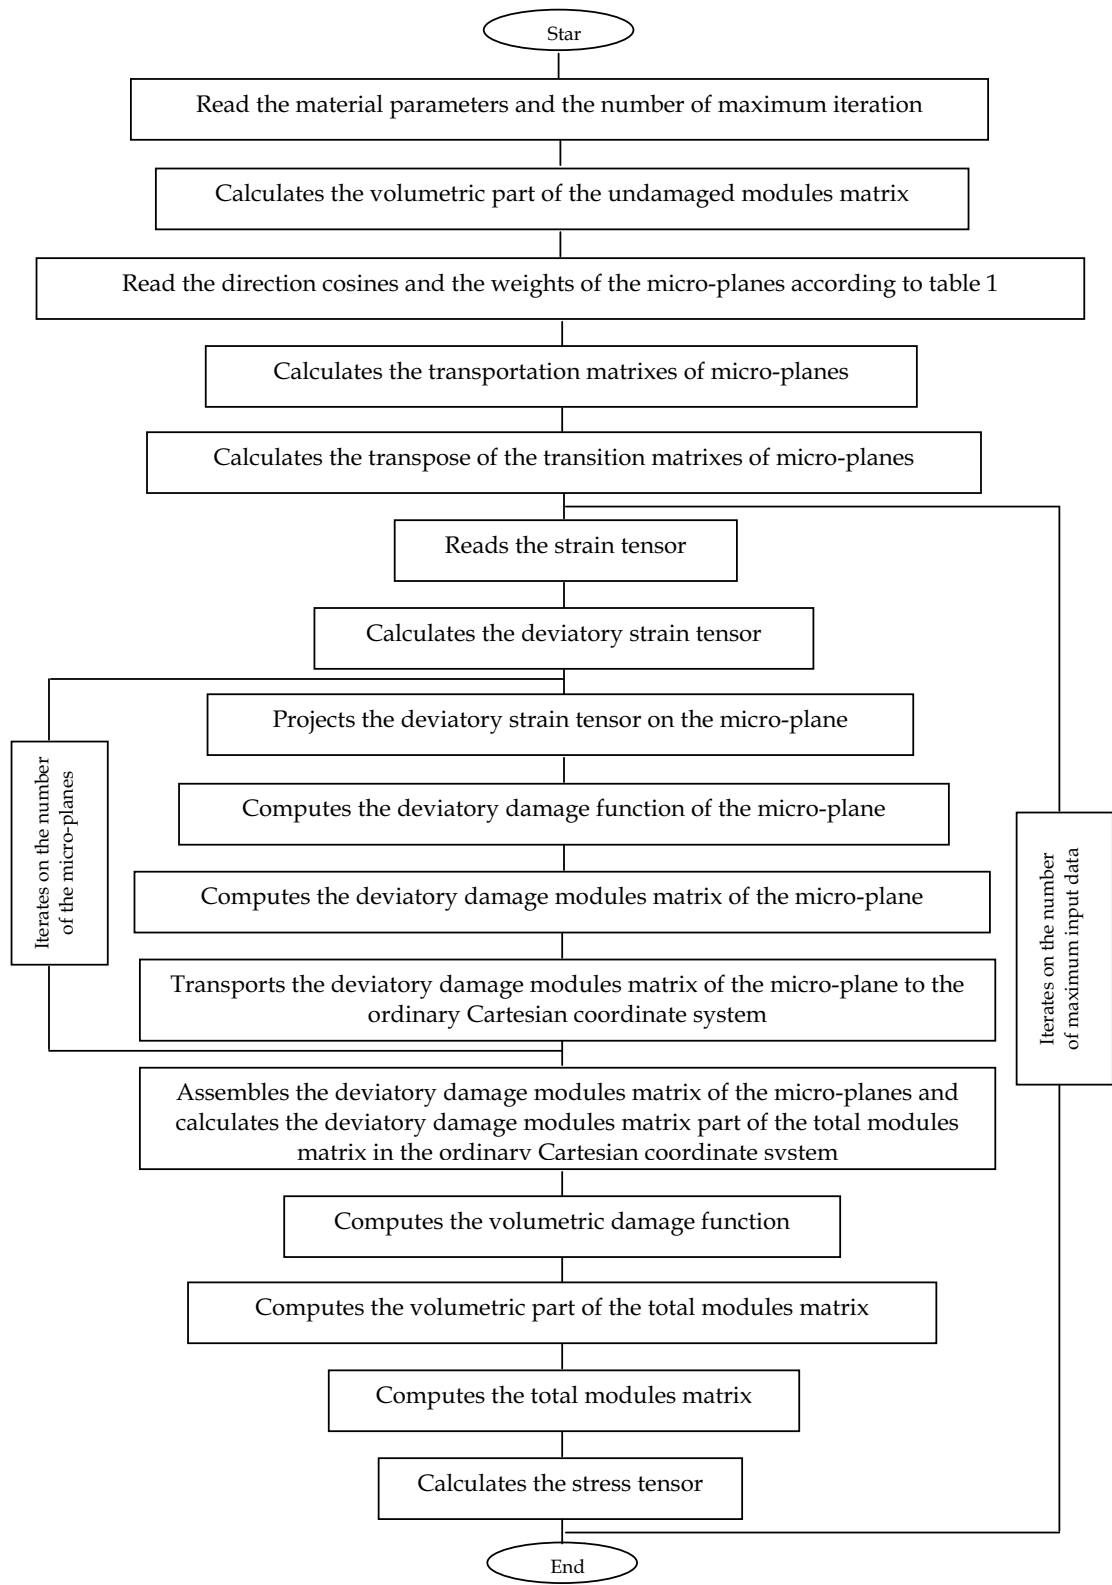 Star
Read the material parameters and the number of maximum iteration
Calculates the volumetric part of the undamaged modules matrix
Read the direction cosines and the weights of the micro-planes according to table 1
Calculates the transportation matrixes of micro-planes
Calculates the transpose of the transition matrixes of micro-planes
Reads the strain tensor
Calculates the deviatory strain tensor
Projects the deviatory strain tensor on the micro-plane
Iterates on the number
of the micro-planes
Computes the deviatory damage function of the micro-plane
Computes the deviatory damage modules matrix of the micro-plane
Iterates on the number
of maximum input data
Transports the deviatory damage modules matrix of the micro-plane to the
ordinary Cartesian coordinate system
Assembles the deviatory damage modules matrix of the micro-planes and
calculates the deviatory damage modules matrix part of the total modules
matrix in the ordinary Cartesian coordinate system
Computes the volumetric damage function
Computes the volumetric part of the total modules matrix
Computes the total modules matrix
Calculates the stress tensor
End